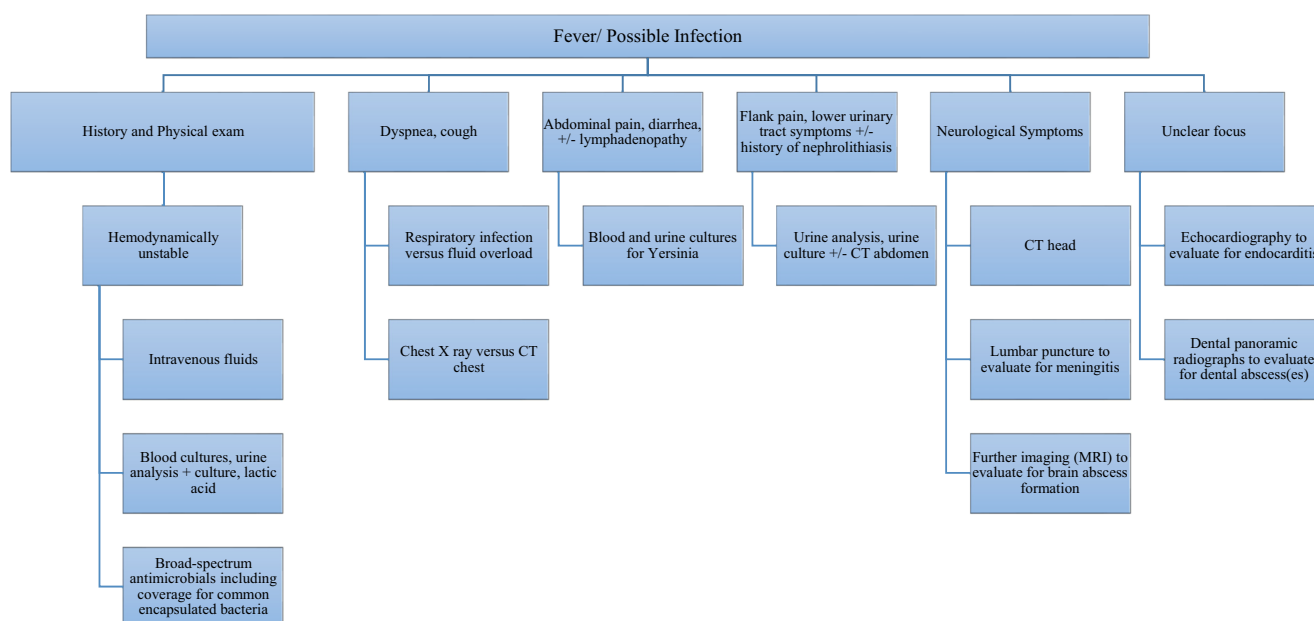 Fever/ Possible Infection
History and Physical exam
Dyspnea, cough
Abdominal pain, diarrhea,
+/- lymphadenopathy
Flank pain, lower urinary
tract symptoms +/-
history of nephrolithiasis
Neurological Symptoms
Unclear focus
Hemodynamically
unstable
Respiratory infection
versus fluid overload
Blood and urine cultures
for Yersinia
Urine analysis, urine
culture +/- CT abdomen
CT head
Echocardiography to
evaluate for endocarditis
Intravenous fluids
Chest X ray versus CT
chest
Lumbar puncture to
evaluate for meningitis
Dental panoramic
radiographs to evaluate
for dental abscess(es)
Blood cultures, urine
analysis + culture, lactic
acid
Further imaging (MRI) to
evaluate for brain abscess
formation
Broad-spectrum
antimicrobials including
coverage for common
encapsulated bacteria